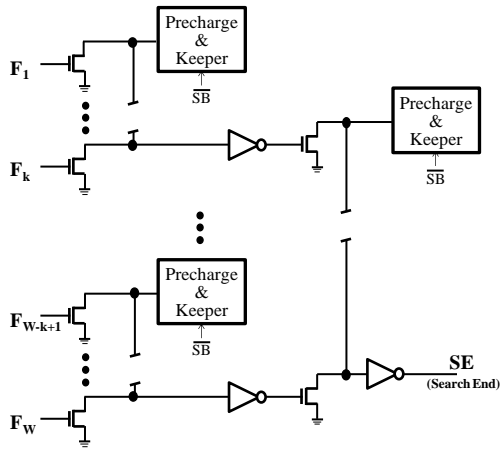 F1
Precharge
&
Keeper
SB
Fk
Precharge
&
Keeper
SB
FW-k+1
Precharge
&
Keeper
SB
SE
(Search End)
FW